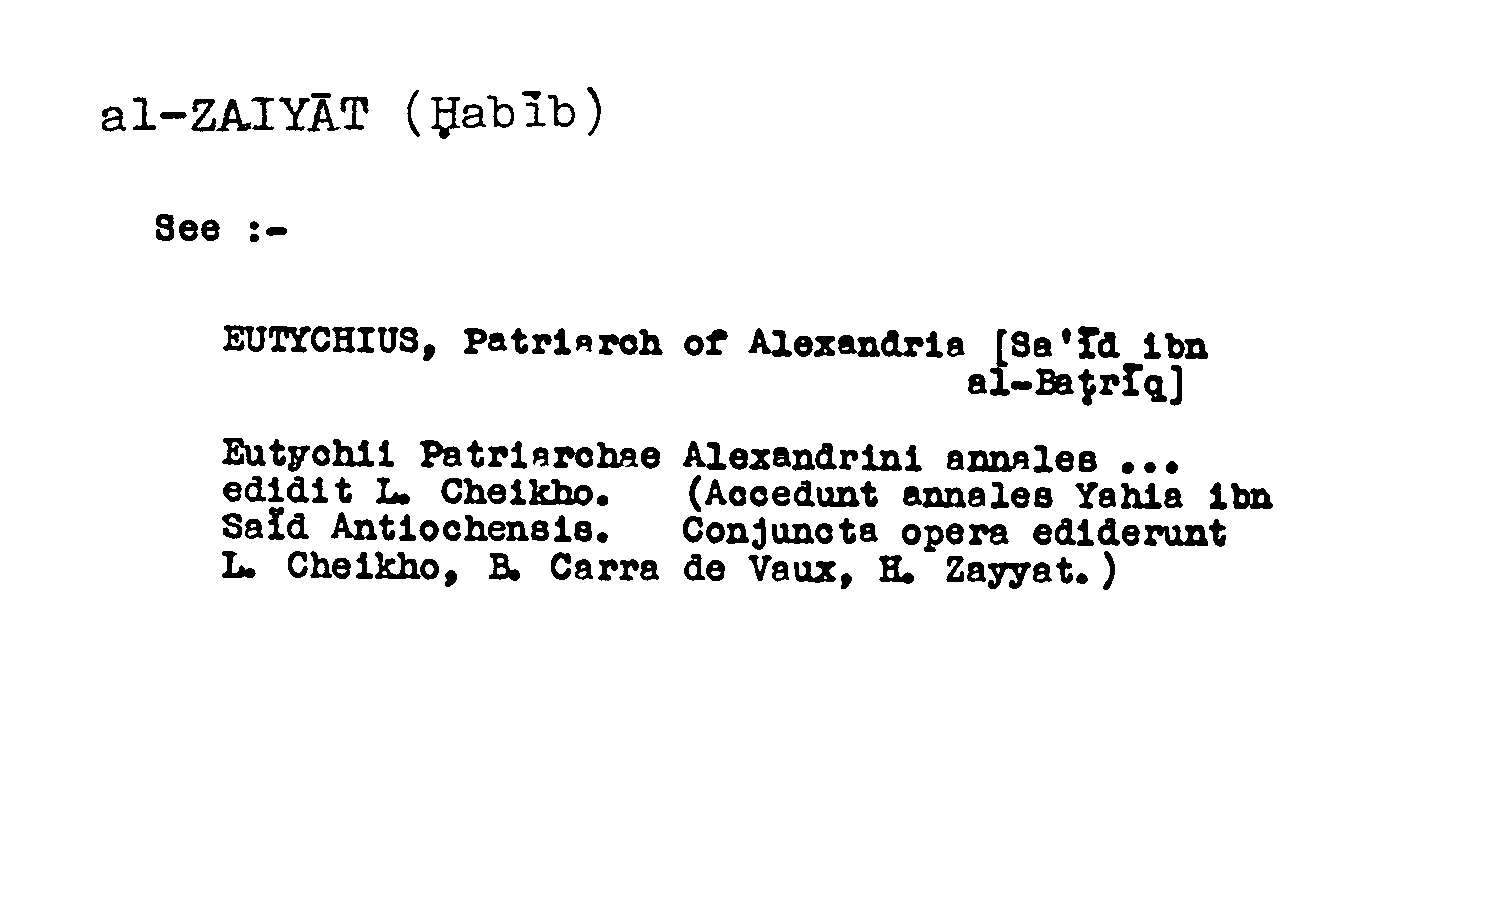 al-ZAIYĀT (Ḥabīb)
See :-
EUTYCHIUS, Patriarch of Alexandria [Sa'īd ibn
al-Baṭrīq]
Eutychii Patriarchae Alexandrini annales ...
edidit L. Cheikho. (Accedunt annales Yahia ibn
Saïd Antiochensis. Conjuncta opera ediderunt
L. Cheikho, B. Carra de Vaux, H. Zayyat.)